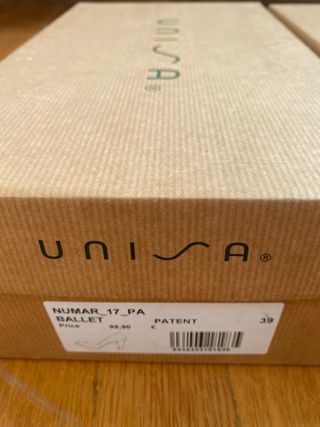 UNISA®
UNISA®
NUMAR_17_PA
BALLET PATENT 39
Price 99,90 €